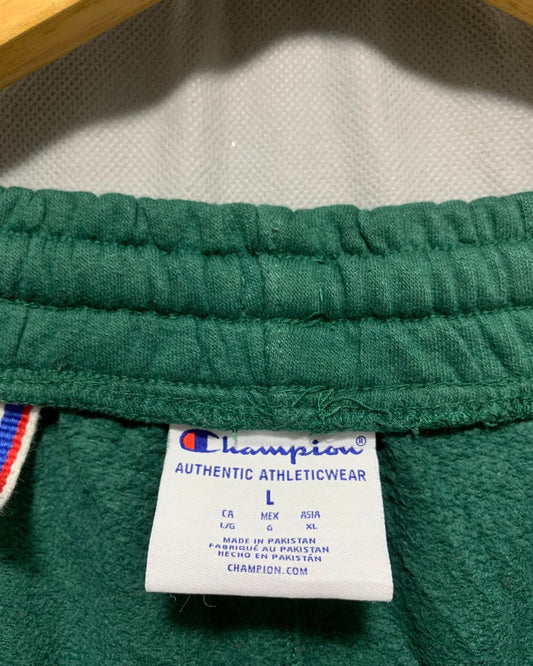 Champion®
AUTHENTIC ATHLETICWEAR
L
CA MEX ASIA
L/G G XL
MADE IN PAKISTAN
FABRIQUÉ AU PAKISTAN
HECHO EN PAKISTÁN
CHAMPION.COM